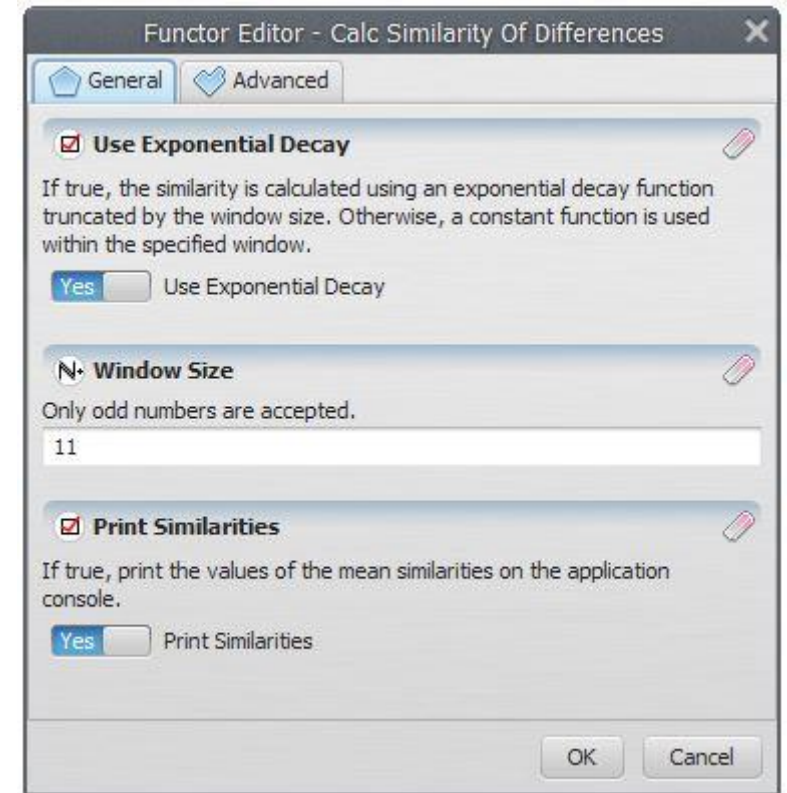 Functor Editor - Calc Similarity Of Differences
General Advanced
Use Exponential Decay
If true, the similarity is calculated using an exponential decay function
truncated by the window size. Otherwise, a constant function is used
within the specified window.
Yes Use Exponential Decay
N+ Window Size
Only odd numbers are accepted.
11
Print Similarities
If true, print the values of the mean similarities on the application
console.
Yes Print Similarities
OK Cancel